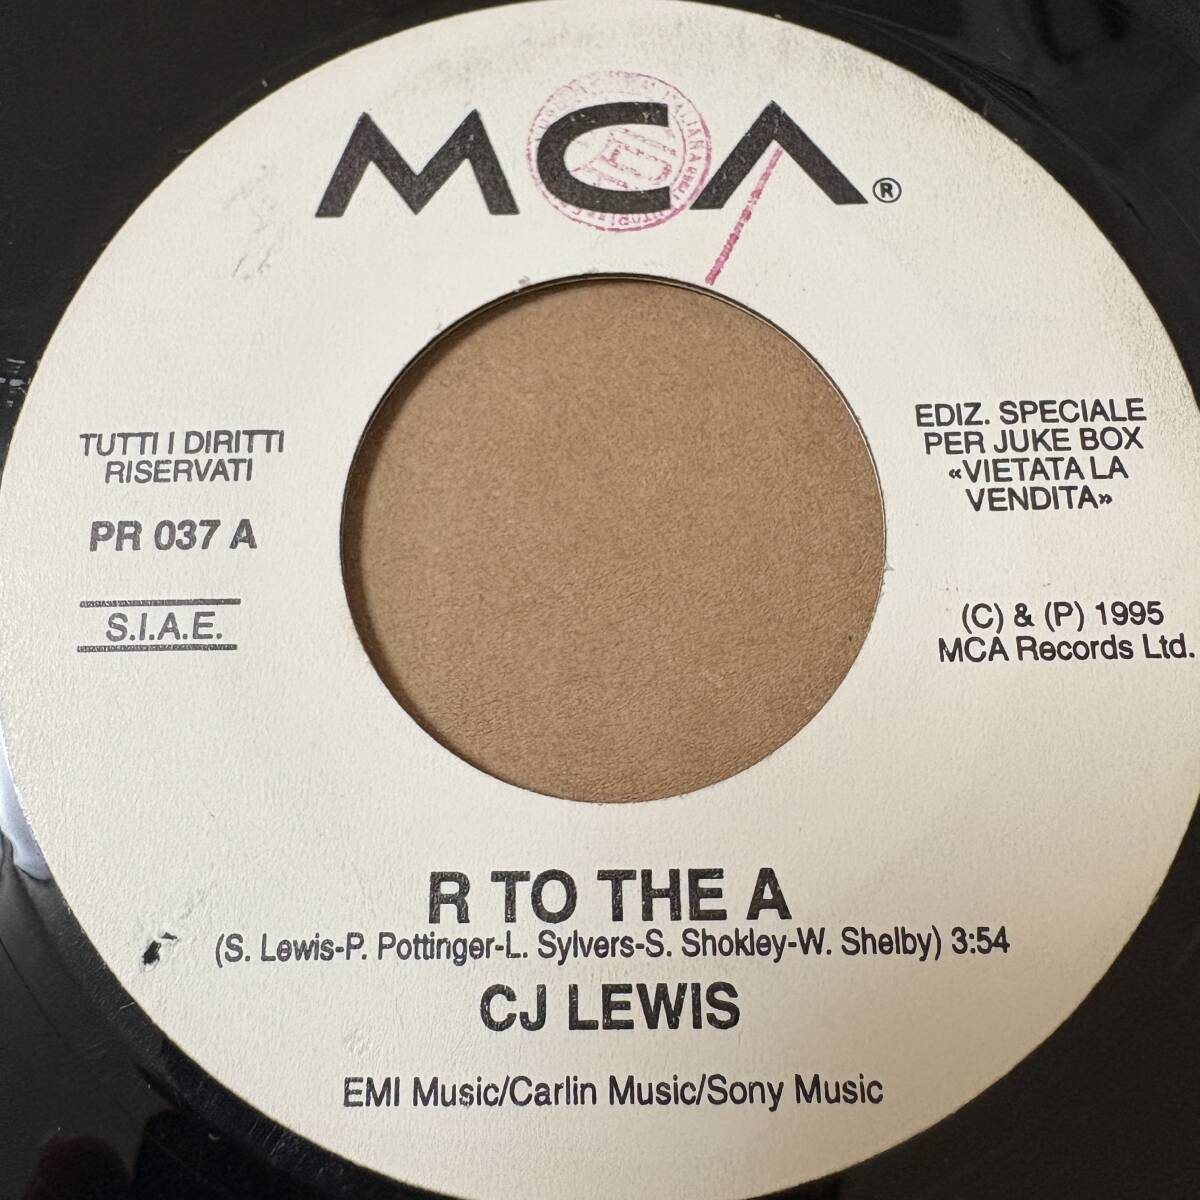 MCA®
TUTTI I DIRITTI
RISERVATI
PR 037 A
S.I.A.E.
EDIZ. SPECIALE
PER JUKE BOX
«VIETATA LA
VENDITA»
(C) & (P) 1995
MCA Records Ltd.
R TO THE A
(S. Lewis-P. Pottinger-L. Sylvers-S. Shokley-W. Shelby) 3:54
CJ LEWIS
EMI Music/Carlin Music/Sony Music